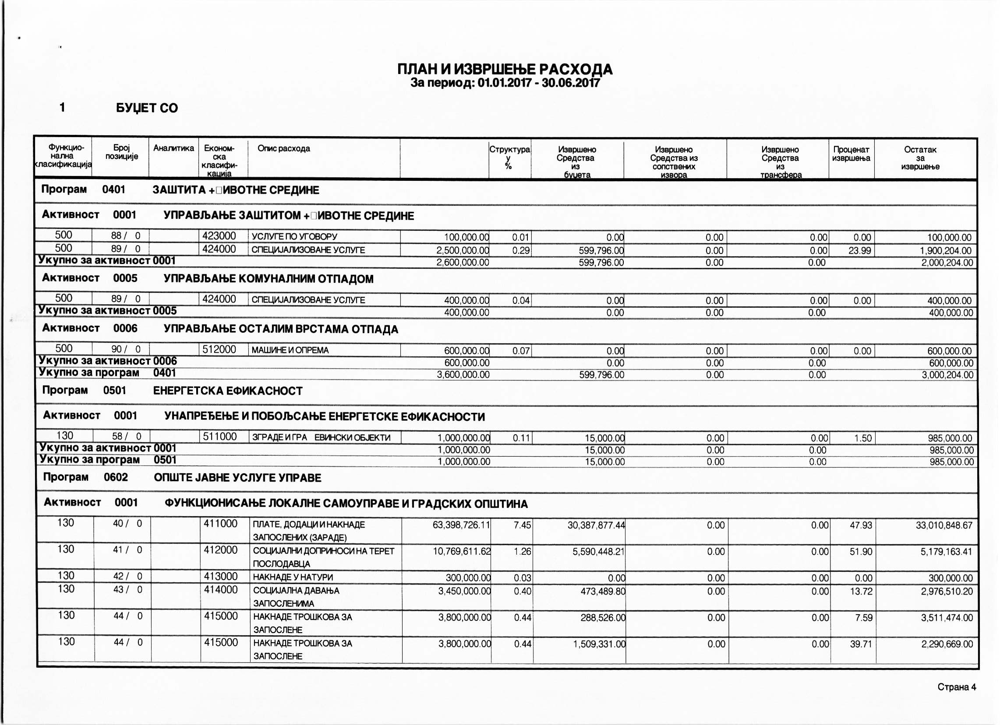 ПЛАН И ИЗВРШЕЊЕ РАСХОДА
За период: 01.01.2017 - 30.06.2017
1 БУЏЕТ СО
Функцио- Број Аналитика Економ- Опис расхода Структура Извршено Извршено Извршено Проценат Остатак
нална позиције ска у Средства Средства из Средства извршења за
класификација класифи- % из сопствених из извршење
кација буџета извора трансфера
Програм 0401 ЗАШТИТА +□ИВОТНЕ СРЕДИНЕ
Активност 0001 УПРАВЉАЊЕ ЗАШТИТОМ +□ИВОТНЕ СРЕДИНЕ
500 88 / 0 423000 УСЛУГЕ ПО УГОВОРУ 100,000.00 0.01 0.00 0.00 0.00 0.00 100,000.00
500 89 / 0 424000 СПЕЦИЈАЛИЗОВАНЕ УСЛУГЕ 2,500,000.00 0.29 599,796.00 0.00 0.00 23.99 1,900,204.00
Укупно за активност 0001 2,600,000.00 599,796.00 0.00 0.00 2,000,204.00
Активност 0005 УПРАВЉАЊЕ КОМУНАЛНИМ ОТПАДОМ
500 89 / 0 424000 СПЕЦИЈАЛИЗОВАНЕ УСЛУГЕ 400,000.00 0.04 0.00 0.00 0.00 0.00 400,000.00
Укупно за активност 0005 400,000.00 0.00 0.00 0.00 400,000.00
Активност 0006 УПРАВЉАЊЕ ОСТАЛИМ ВРСТАМА ОТПАДА
500 90 / 0 512000 МАШИНЕ И ОПРЕМА 600,000.00 0.07 0.00 0.00 0.00 0.00 600,000.00
Укупно за активност 0006 600,000.00 0.00 0.00 0.00 600,000.00
Укупно за програм 0401 3,600,000.00 599,796.00 0.00 0.00 3,000,204.00
Програм 0501 ЕНЕРГЕТСКА ЕФИКАСНОСТ
Активност 0001 УНАПРЕЂЕЊЕ И ПОБОЉСАЊЕ ЕНЕРГЕТСКЕ ЕФИКАСНОСТИ
130 58 / 0 511000 ЗГРАДЕ И ГРА ЕВИНСКИ ОБЈЕКТИ 1,000,000.00 0.11 15,000.00 0.00 0.00 1.50 985,000.00
Укупно за активност 0001 1,000,000.00 15,000.00 0.00 0.00 985,000.00
Укупно за програм 0501 1,000,000.00 15,000.00 0.00 0.00 985,000.00
Програм 0602 ОПШТЕ ЈАВНЕ УСЛУГЕ УПРАВЕ
Активност 0001 ФУНКЦИОНИСАЊЕ ЛОКАЛНЕ САМОУПРАВЕ И ГРАДСКИХ ОПШТИНА
130 40 / 0 411000 ПЛАТЕ, ДОДАЦИ И НАКНАДЕ 63,398,726.11 7.45 30,387,877.44 0.00 0.00 47.93 33,010,848.67
ЗАПОСЛЕНИХ (ЗАРАДЕ)
130 41 / 0 412000 СОЦИЈАЛНИ ДОПРИНОСИ НА ТЕРЕТ 10,769,611.62 1.26 5,590,448.21 0.00 0.00 51.90 5,179,163.41
ПОСЛОДАВЦА
130 42 / 0 413000 НАКНАДЕ У НАТУРИ 300,000.00 0.03 0.00 0.00 0.00 0.00 300,000.00
130 43 / 0 414000 СОЦИЈАЛНА ДАВАЊА 3,450,000.00 0.40 473,489.80 0.00 0.00 13.72 2,976,510.20
ЗАПОСЛЕНИМА
130 44 / 0 415000 НАКНАДЕ ТРОШКОВА ЗА 3,800,000.00 0.44 288,526.00 0.00 0.00 7.59 3,511,474.00
ЗАПОСЛЕНЕ
130 44 / 0 415000 НАКНАДЕ ТРОШКОВА ЗА 3,800,000.00 0.44 1,509,331.00 0.00 0.00 39.71 2,290,669.00
ЗАПОСЛЕНЕ
Страна 4